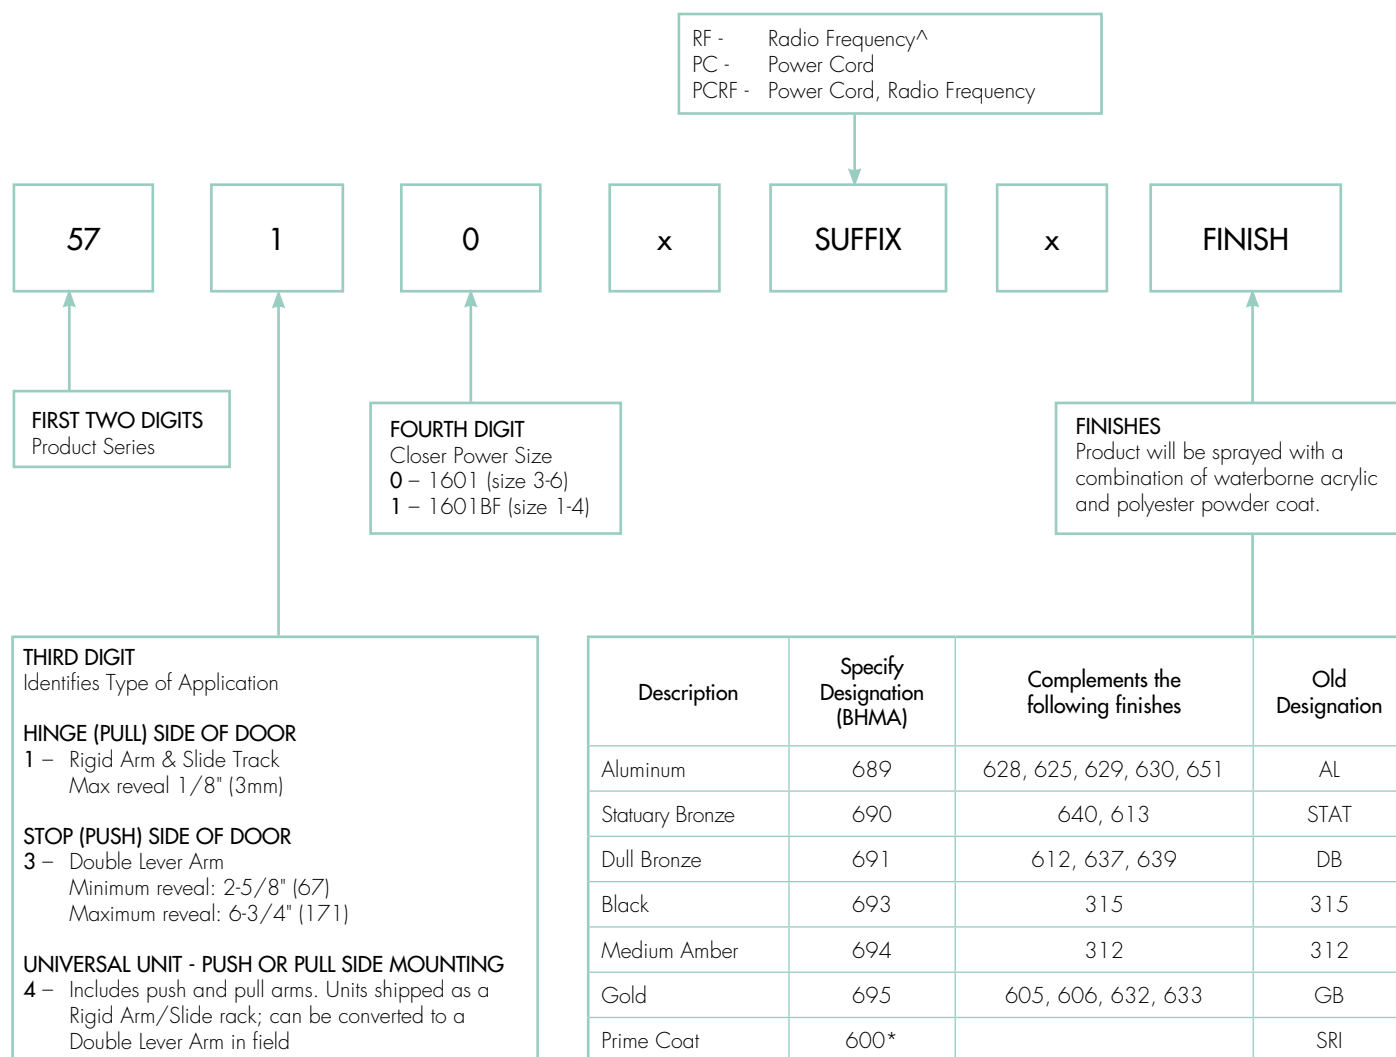 RF - Radio Frequency^
PC - Power Cord
PCRF - Power Cord, Radio Frequency
57 1 0 x SUFFIX x FINISH
FIRST TWO DIGITS
Product Series
FOURTH DIGIT
Closer Power Size
0 – 1601 (size 3-6)
1 – 1601BF (size 1-4)
FINISHES
Product will be sprayed with a
combination of waterborne acrylic
and polyester powder coat.
THIRD DIGIT
Identifies Type of Application
HINGE (PULL) SIDE OF DOOR
1 – Rigid Arm & Slide Track
Max reveal 1/8" (3mm)
STOP (PUSH) SIDE OF DOOR
3 – Double Lever Arm
Minimum reveal: 2-5/8" (67)
Maximum reveal: 6-3/4" (171)
UNIVERSAL UNIT - PUSH OR PULL SIDE MOUNTING
4 – Includes push and pull arms. Units shipped as a
Rigid Arm/Slide rack; can be converted to a
Double Lever Arm in field
Description
Specify
Designation
(BHMA)
Complements the
following finishes
Old
Designation
Aluminum 689 628, 625, 629, 630, 651 AL
Statuary Bronze 690 640, 613 STAT
Dull Bronze 691 612, 637, 639 DB
Black 693 315 315
Medium Amber 694 312 312
Gold 695 605, 606, 632, 633 GB
Prime Coat 600* SRI